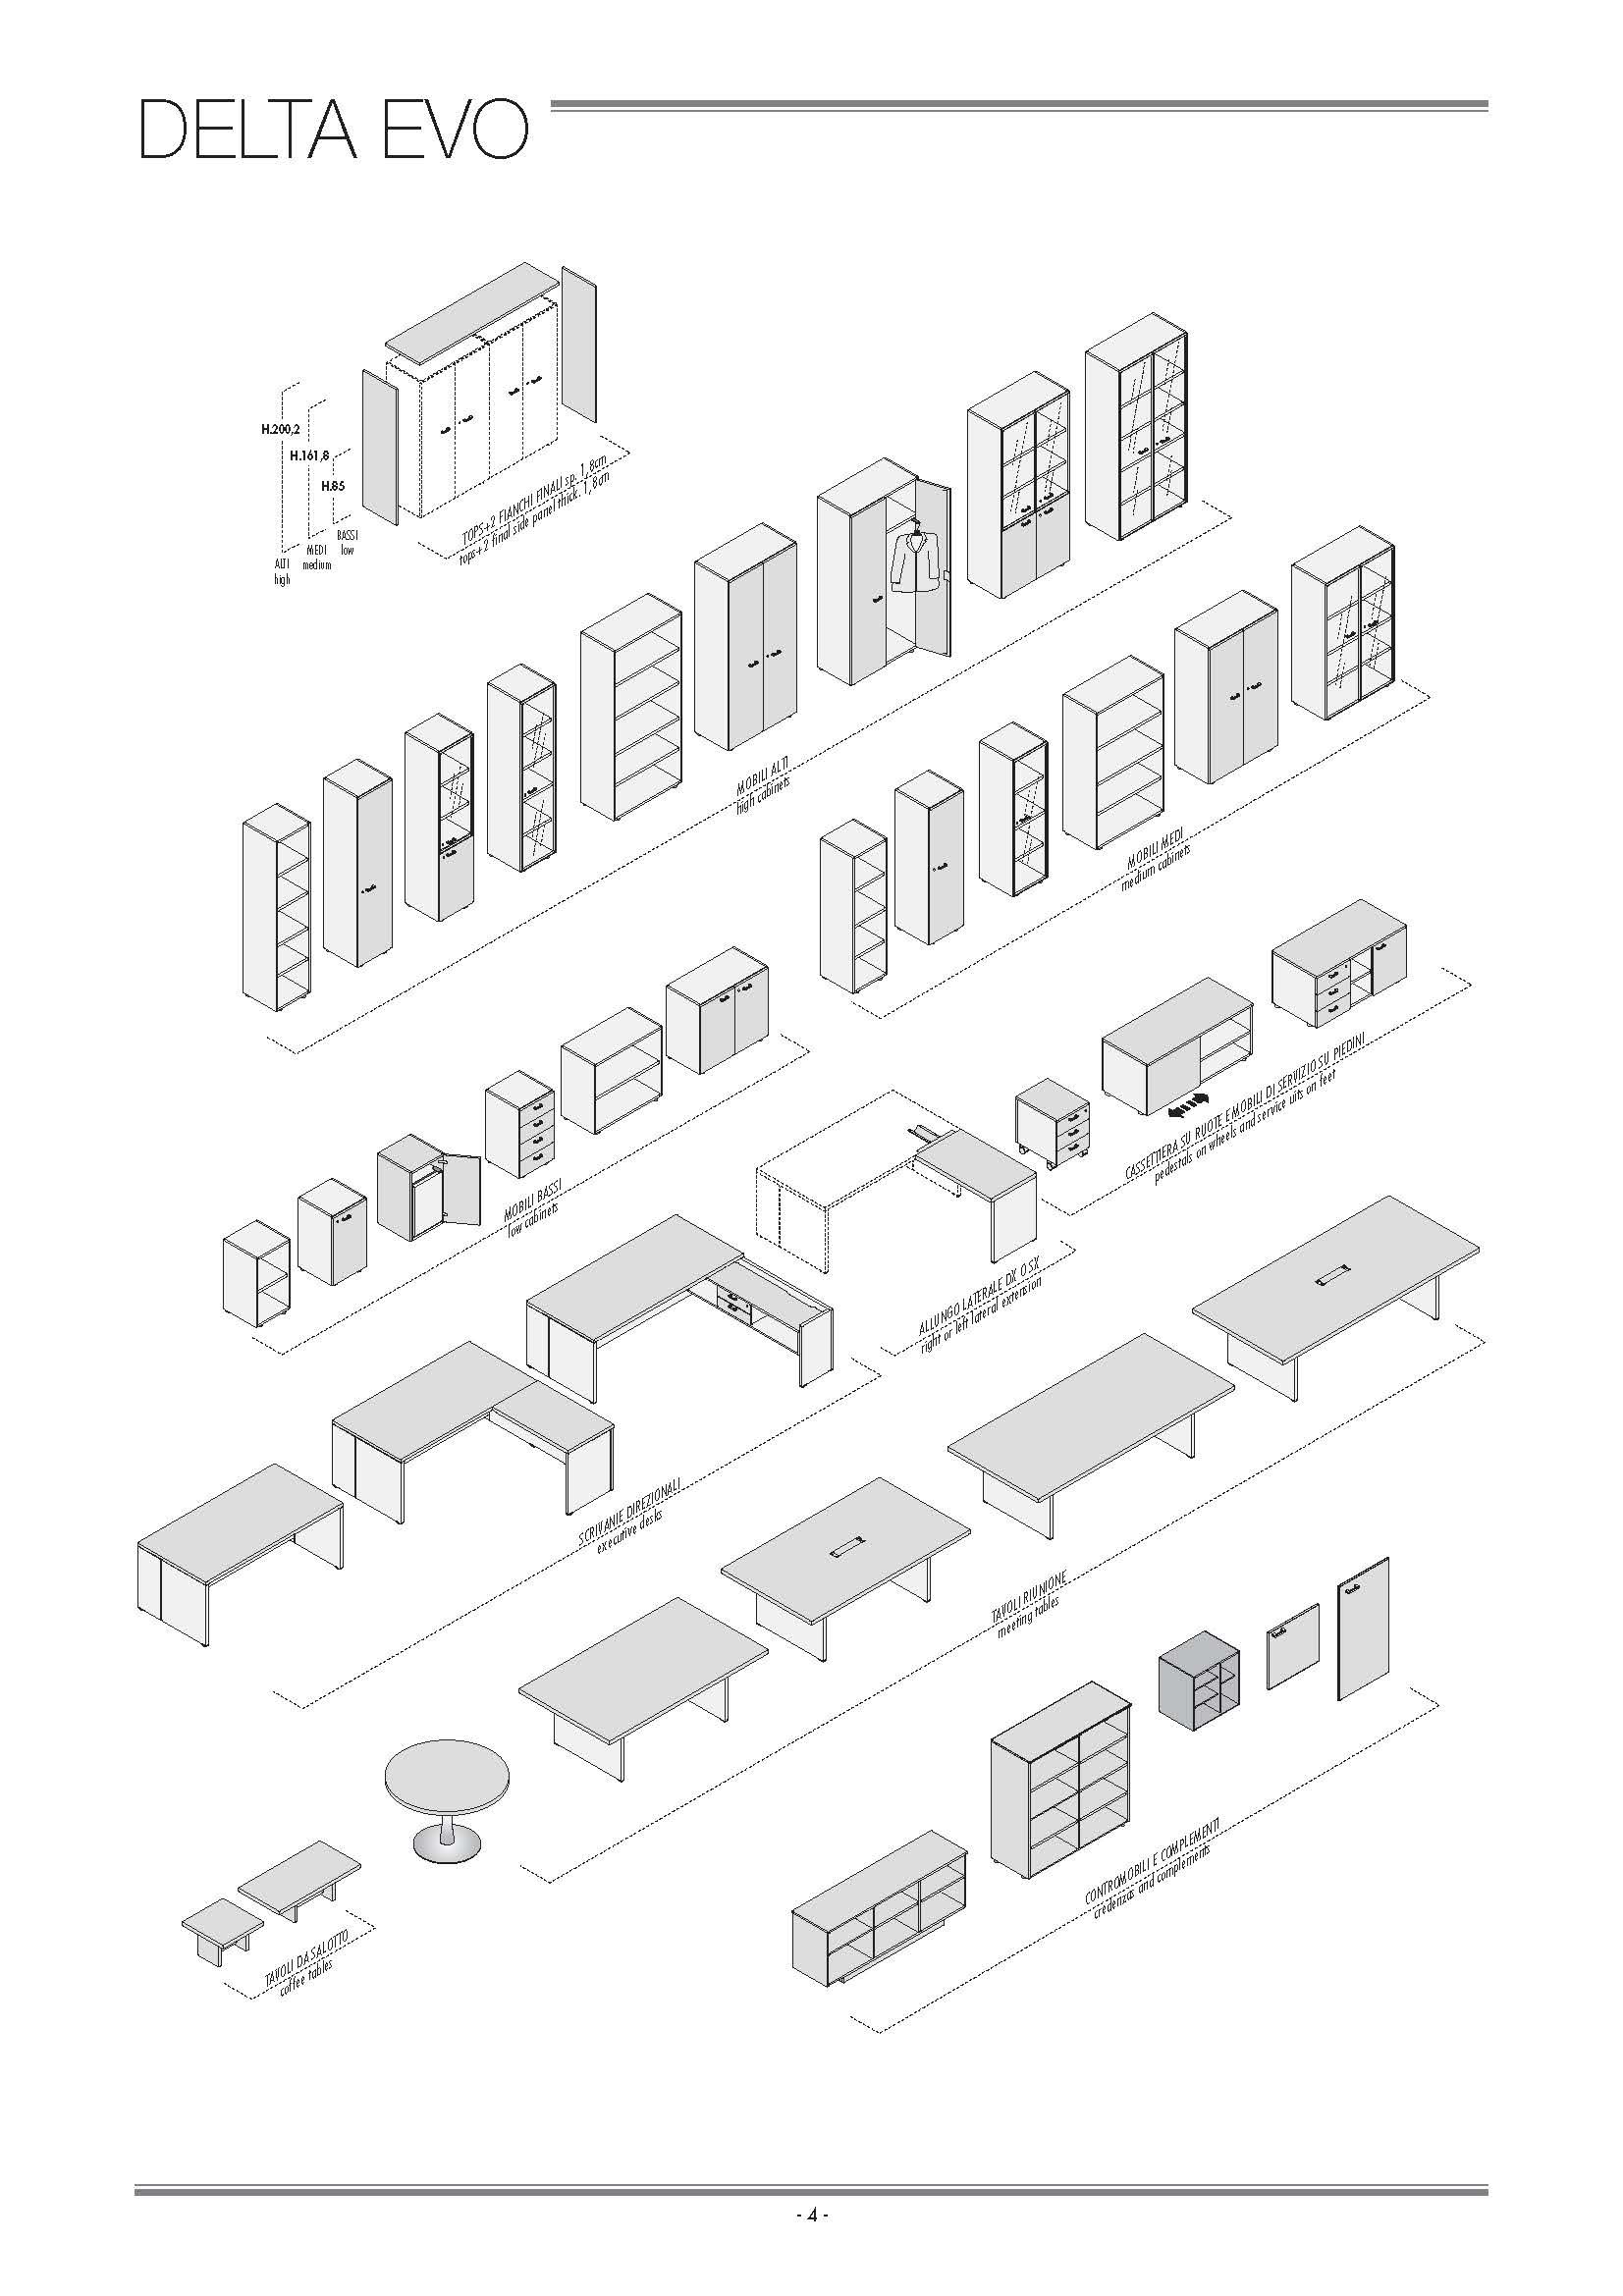 DELTA EVO
H.200,2
H.161,8
H.85
BASSI
low
MEDI
medium
ALTI
high
TOPS+2 FIANCHI FINALI sp. 1,8cm
tops+2 final side panel thick. 1,8cm
MOBILI ALTI
high cabinets
MOBILI MEDI
medium cabinets
CASSETTIERA SU RUOTE E MOBILI DI SERVIZIO SU PIEDINI
pedestals on wheels and service uits on feet
MOBILI BASSI
low cabinets
ALLUNGO LATERALE DX O SX
right or left lateral extension
SCRIVANIE DIREZIONALI
executive desks
TAVOLI RIUNIONE
meeting tables
CONTROMOBILI E COMPLEMENTI
credenzas and complements
TAVOLI DA SALOTTO
coffee tables
- 4 -